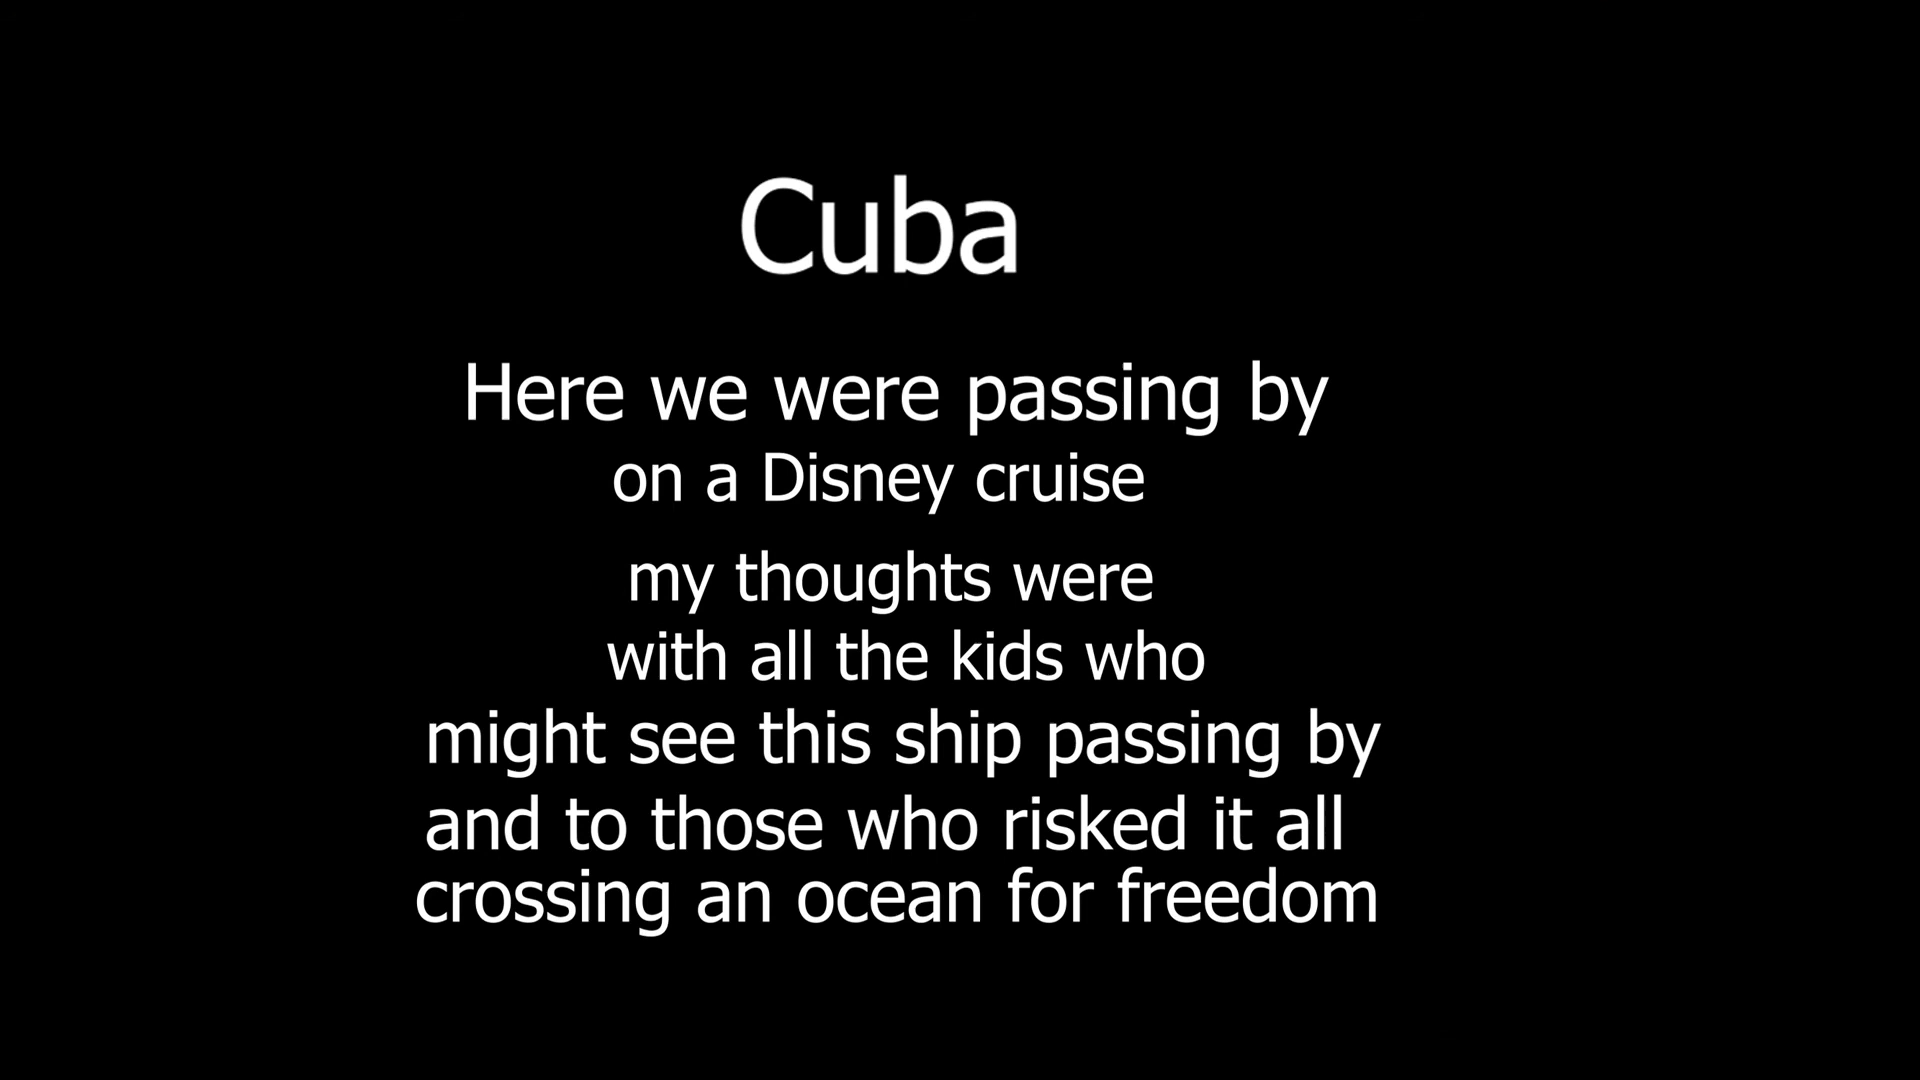 Cuba
Here we were passing by
on a Disney cruise
my thoughts were
with all the kids who
might see this ship passing by
and to those who risked it all
crossing an ocean for freedom